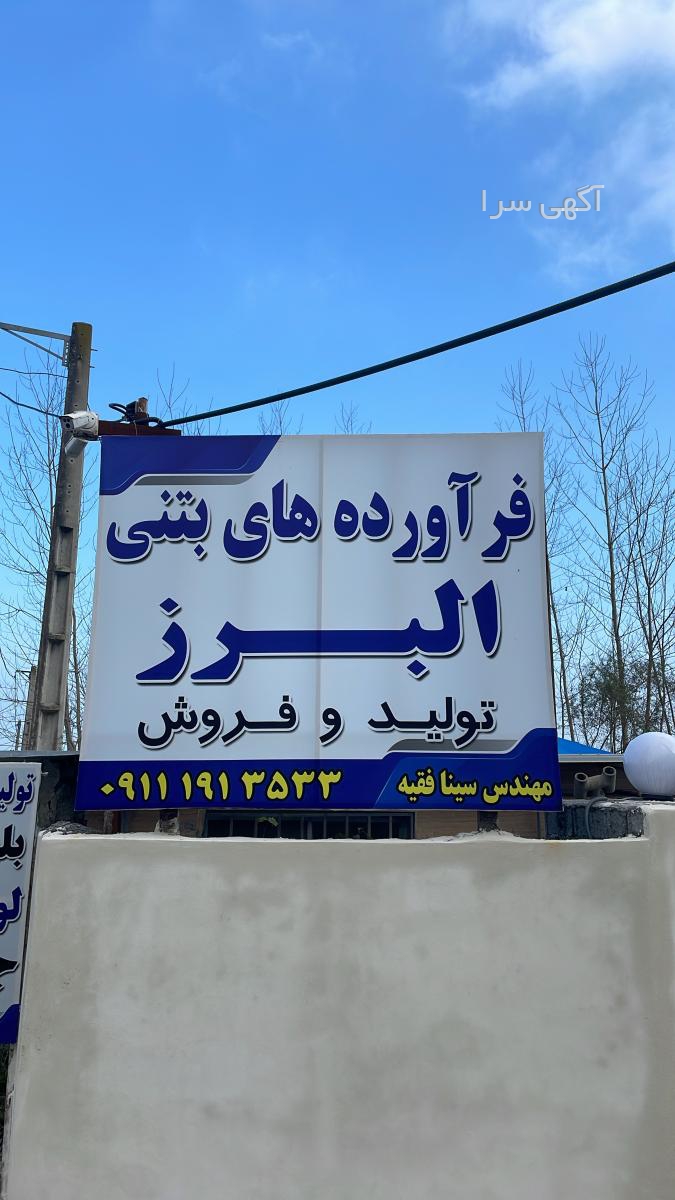 آگهی سرا
فرآورده های بتنی
البرز
تولید و فروش
مهندس سینا فقیه ۰۹۱۱ ۱۹۱ ۳۵۳۳